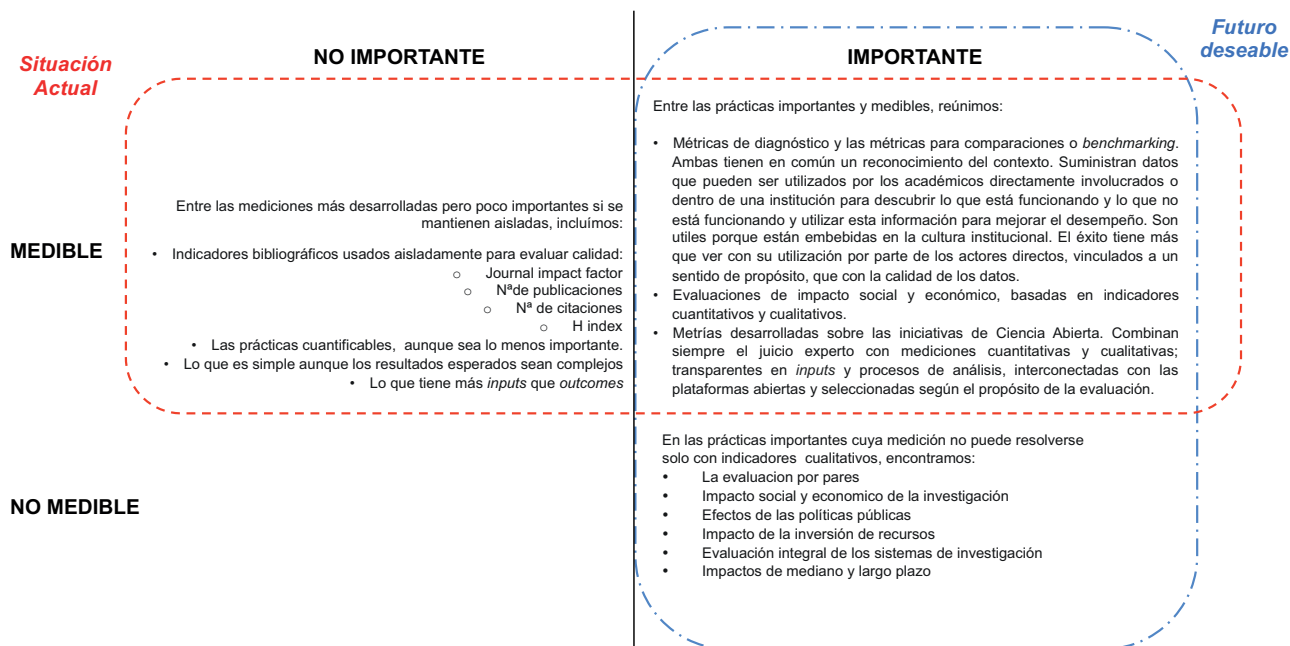 Situación
Actual
NO IMPORTANTE
IMPORTANTE
Futuro
deseable
MEDIBLE
Entre las mediciones más desarrolladas pero poco importantes si se
mantienen aisladas, incluímos:
• Indicadores bibliográficos usados aisladamente para evaluar calidad:
o Journal impact factor
o Nªde publicaciones
o Nª de citaciones
o H index
• Las prácticas cuantificables, aunque sea lo menos importante.
• Lo que es simple aunque los resultados esperados sean complejos
• Lo que tiene más inputs que outcomes
Entre las prácticas importantes y medibles, reúnimos:
• Métricas de diagnóstico y las métricas para comparaciones o benchmarking.
Ambas tienen en común un reconocimiento del contexto. Suministran datos
que pueden ser utilizados por los académicos directamente involucrados o
dentro de una institución para descubrir lo que está funcionando y lo que no
está funcionando y utilizar esta información para mejorar el desempeño. Son
utiles porque están embebidas en la cultura institucional. El éxito tiene más
que ver con su utilización por parte de los actores directos, vinculados a un
sentido de propósito, que con la calidad de los datos.
• Evaluaciones de impacto social y económico, basadas en indicadores
cuantitativos y cualitativos.
• Metrías desarrolladas sobre las iniciativas de Ciencia Abierta. Combinan
siempre el juicio experto con mediciones cuantitativas y cualitativas;
transparentes en inputs y procesos de análisis, interconectadas con las
plataformas abiertas y seleccionadas según el propósito de la evaluación.
NO MEDIBLE
En las prácticas importantes cuya medición no puede resolverse
solo con indicadores cualitativos, encontramos:
• La evaluacion por pares
• Impacto social y economico de la investigación
• Efectos de las políticas públicas
• Impacto de la inversión de recursos
• Evaluación integral de los sistemas de investigación
• Impactos de mediano y largo plazo